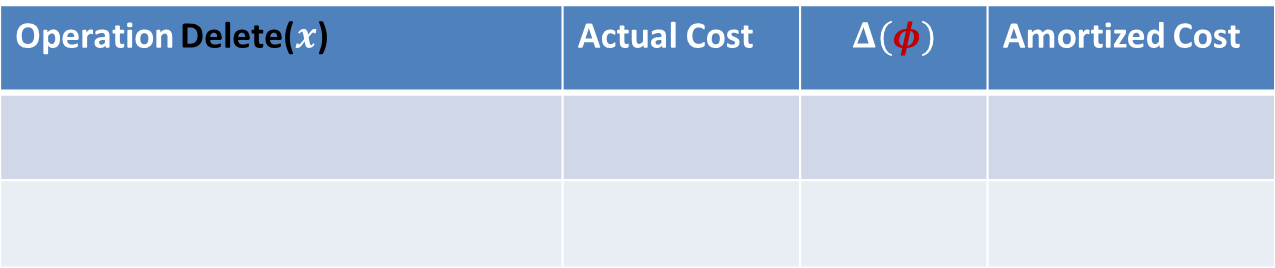 Operation Delete(𝑥) Actual Cost Δ(𝜙) Amortized Cost